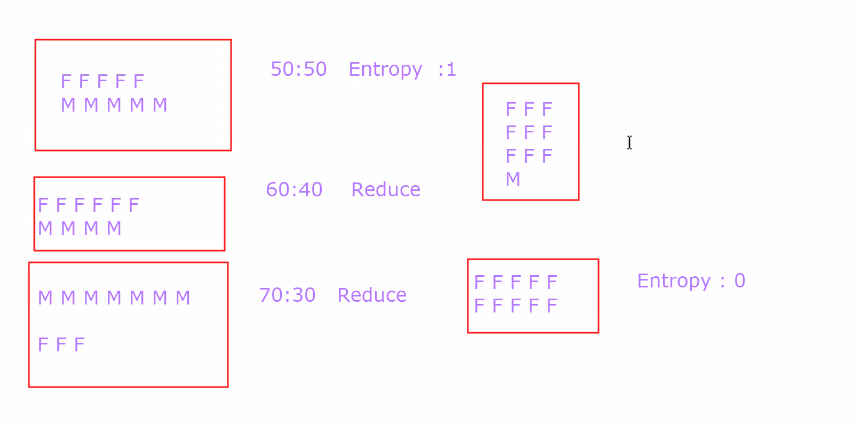 F F F F F
M M M M M
50:50 Entropy :1
F F F
F F F
F F F
M
F F F F F F
M M M M
60:40 Reduce
M M M M M M M
F F F
70:30 Reduce
F F F F F
F F F F F
Entropy : 0